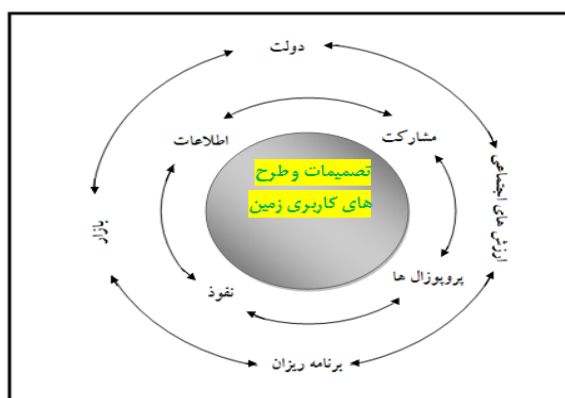 دولت
مشارکت
اطلاعات
تصمیمات و طرح
های کاربری زمین
ارزش های اجتماعی
بازار
پروپوزال ها
نفوذ
برنامه ریزان